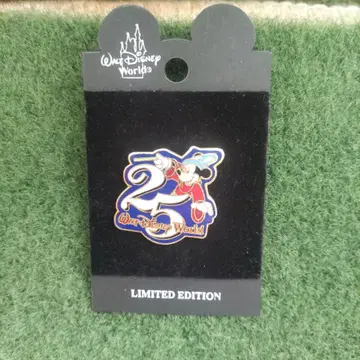 Walt Disney
World®
25
Walt Disney World
LIMITED EDITION